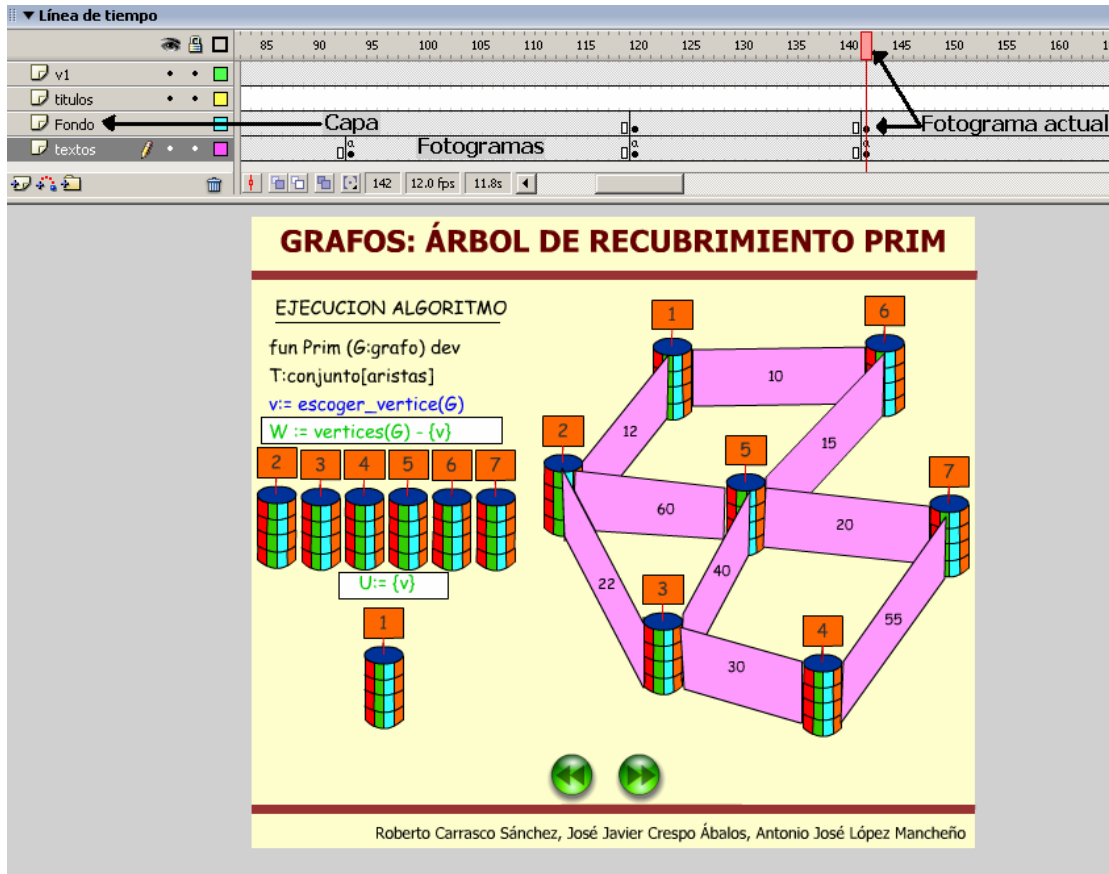 ▼ Línea de tiempo
85 90 95 100 105 110 115 120 125 130 135 140 145 150 155 160 1
v1
titulos
Fondo
Capa
Fotograma actual
textos
Fotogramas
142 12.0 fps 11.8s
GRAFOS: ÁRBOL DE RECUBRIMIENTO PRIM
EJECUCION ALGORITMO
fun Prim (G:grafo) dev
T:conjunto[aristas]
v:= escoger_vertice(G)
W := vertices(G) - {v}
2 3 4 5 6 7
U:= {v}
1
1
6
10
12
2
15
5
7
60
20
22
40
3
55
4
30
Roberto Carrasco Sánchez, José Javier Crespo Ábalos, Antonio José López Mancheño